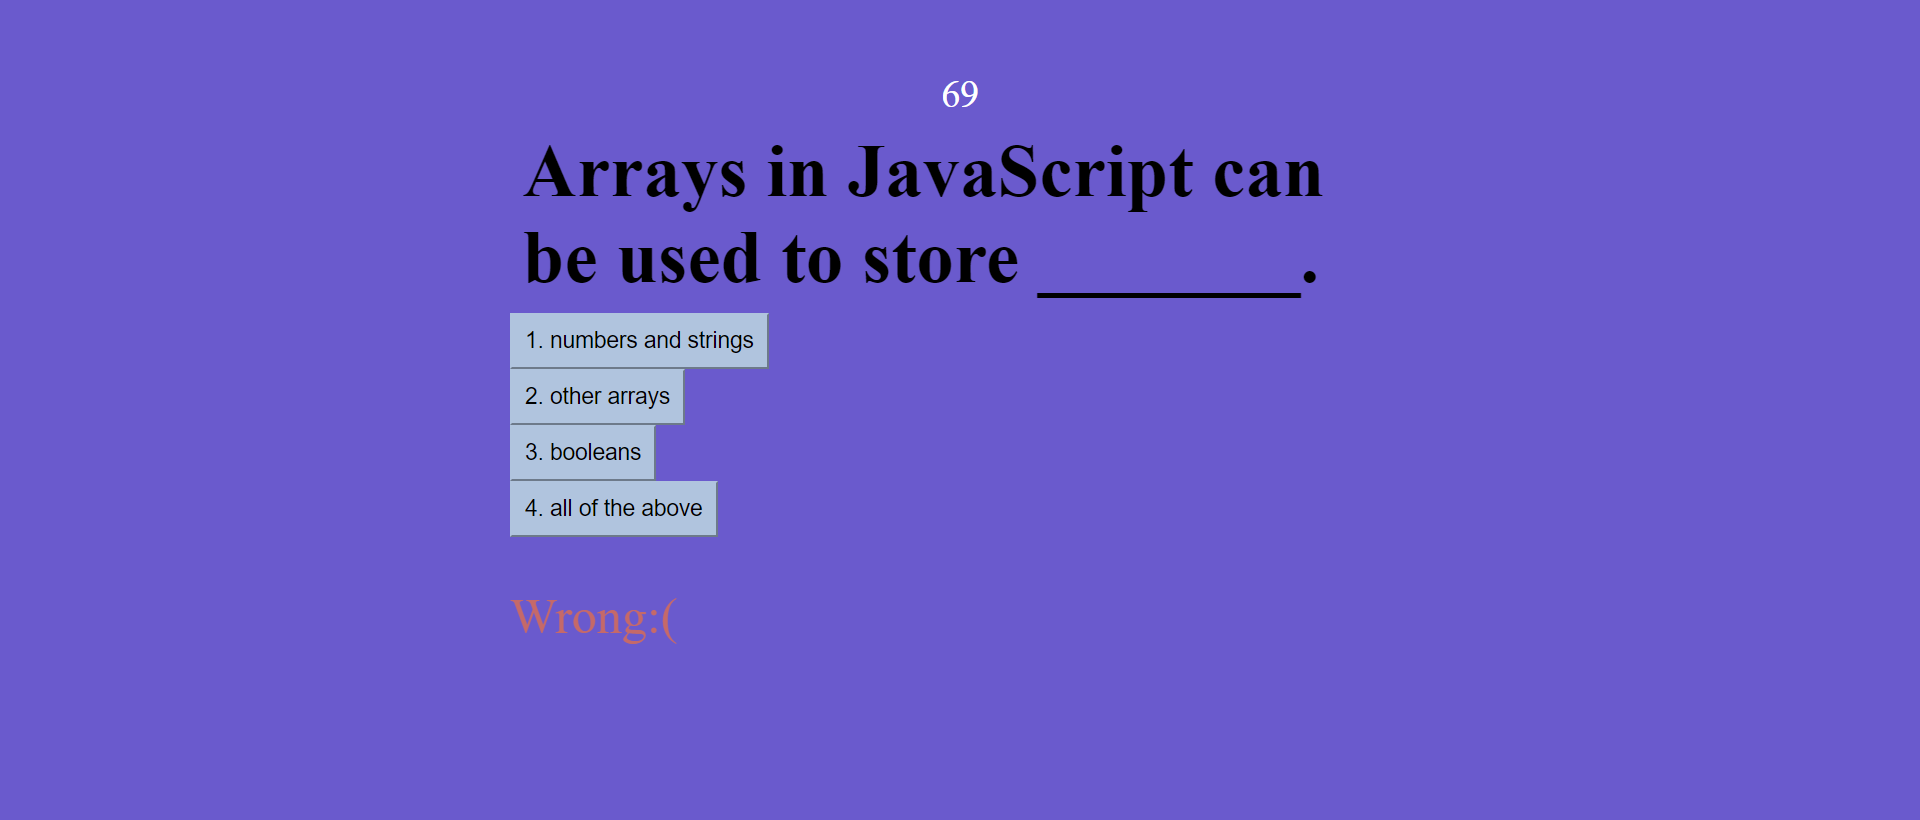 69
Arrays in JavaScript can
be used to store _______.
1. numbers and strings
2. other arrays
3. booleans
4. all of the above
Wrong:(